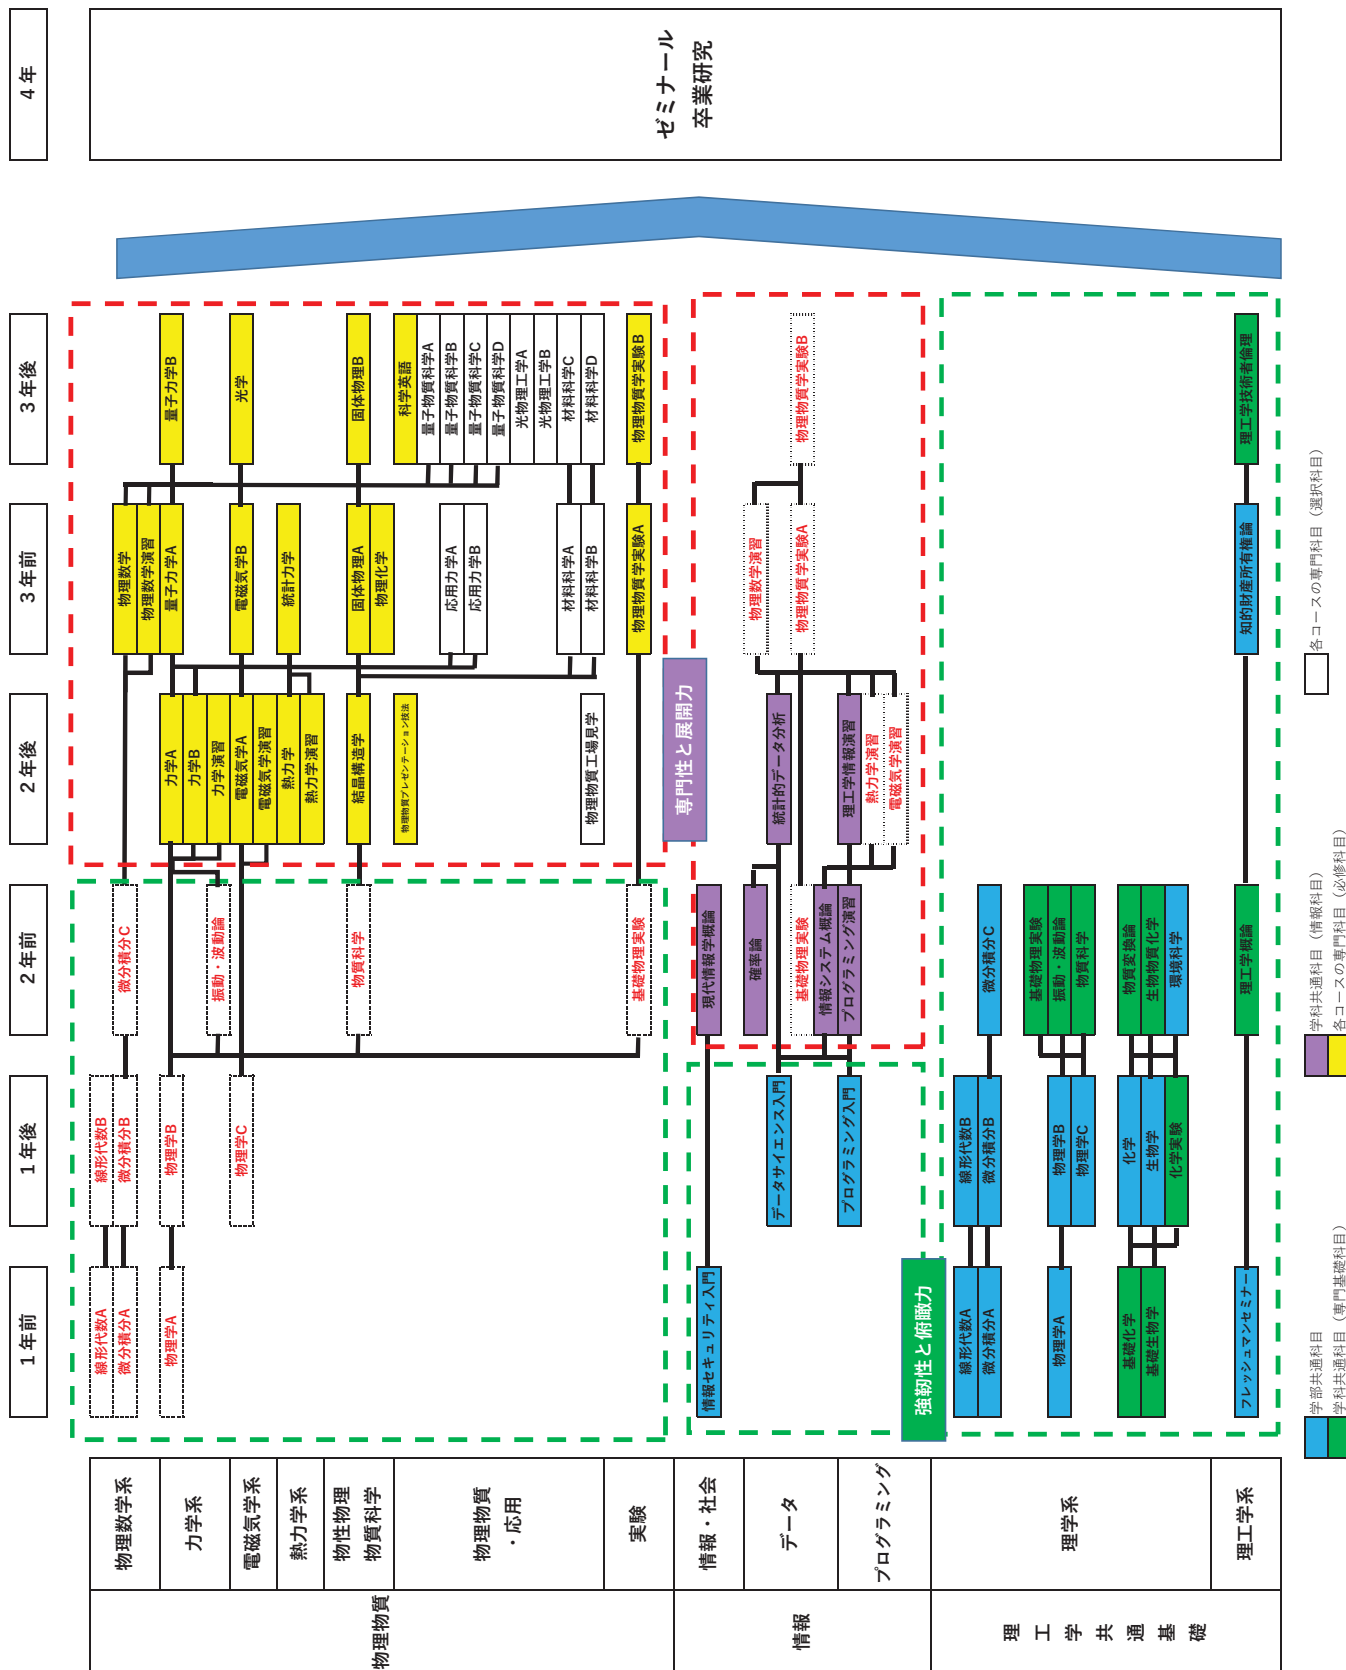 1年前
1年後
2年前
2年後
3年前
3年後
4年
物理物質
物理数学系
線形代数A
線形代数B
微分積分A
微分積分B
微分積分C
物理数学
物理数学演習
力学系
物理学A
物理学B
力学A
量子力学A
量子力学B
力学B
振動・波動論
力学演習
電磁気学系
物理学C
電磁気学A
電磁気学B
光学
電磁気学演習
熱力学系
熱力学
統計力学
熱力学演習
物性物理
物質科学
物質科学
結晶構造学
固体物理A
固体物理B
物理化学
物理物質
・応用
物理物質プレゼンテーション技法
科学英語
量子物質科学A
応用力学A
量子物質科学B
応用力学B
量子物質科学C
量子物質科学D
光物理工学A
光物理工学B
材料科学A
材料科学C
物理物質工場見学
材料科学B
材料科学D
実験
基礎物理実験
物理物質学実験A
物理物質学実験B
専門性と展開力
ゼミナール
卒業研究
情報
情報・社会
情報セキュリティ入門
現代情報学概論
データ
確率論
物理数学演習
データサイエンス入門
統計的データ分析
基礎物理実験
物理物質学実験A
物理物質学実験B
情報システム概論
プログラミング
プログラミング入門
プログラミング演習
理工学情報演習
熱力学演習
電磁気学演習
強靭性と俯瞰力
理工学共通基礎
理学系
線形代数A
線形代数B
微分積分A
微分積分B
微分積分C
基礎物理実験
物理学A
物理学B
振動・波動論
物理学C
物質科学
基礎化学
化学
物質変換論
基礎生物学
生物学
生物物質化学
化学実験
環境科学
理工学系
フレッシュマンセミナー
理工学概論
知的財産所有権論
理工学技術者倫理
学部共通科目
学科共通科目（情報科目）
各コースの専門科目（選択科目）
学科共通科目（専門基礎科目）
各コースの専門科目（必修科目）